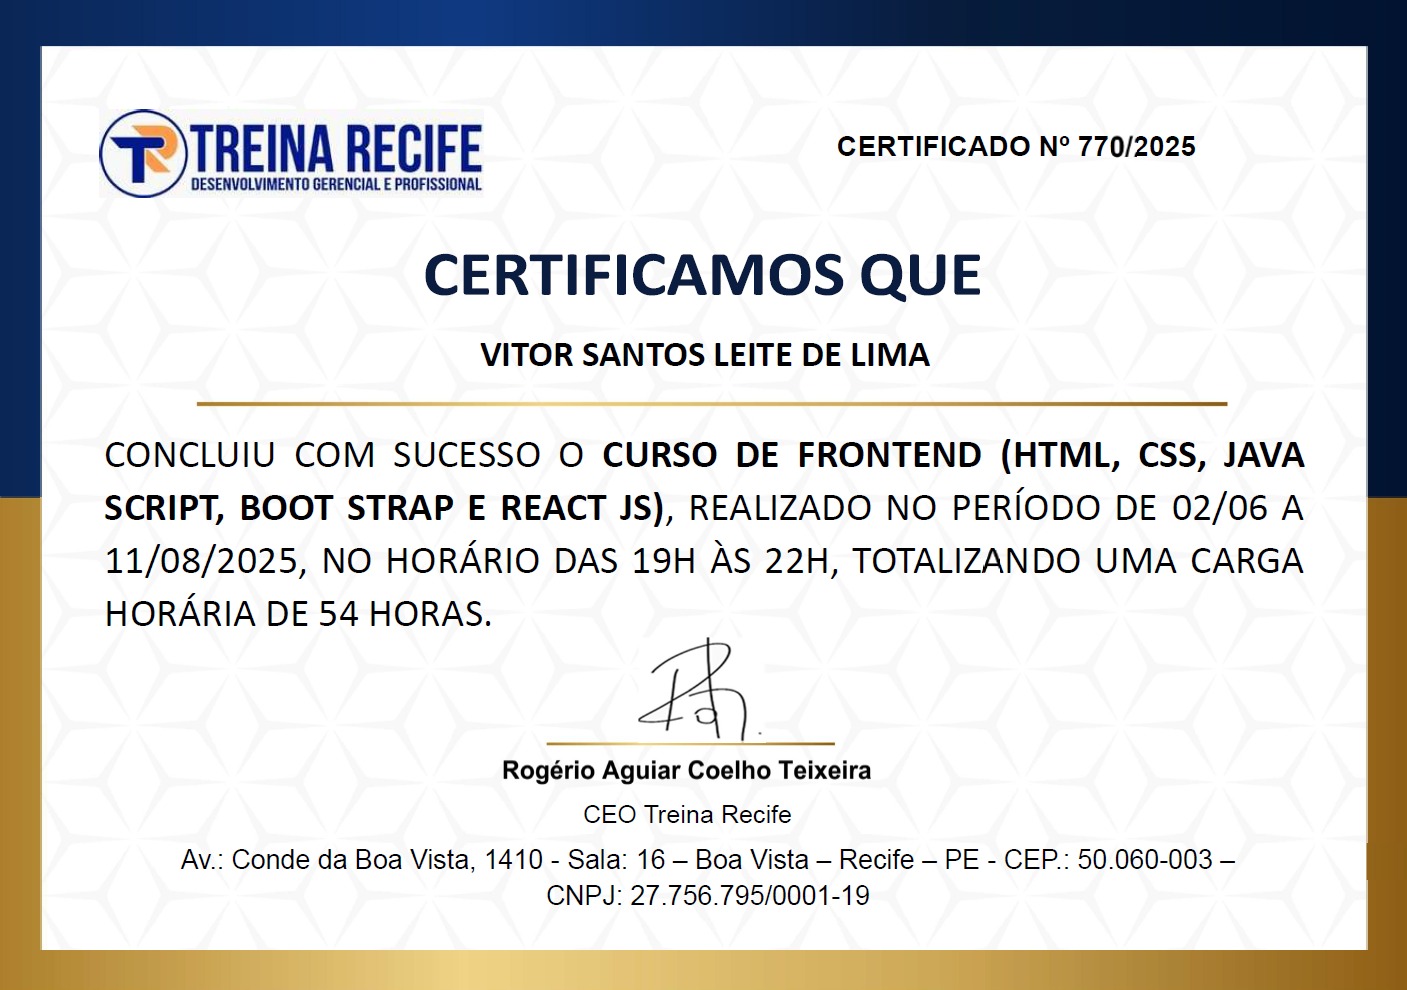 TREINA RECIFE
DESENVOLVIMENTO GERENCIAL E PROFISSIONAL
CERTIFICADO Nº 770/2025
CERTIFICAMOS QUE
VITOR SANTOS LEITE DE LIMA
CONCLUIU COM SUCESSO O CURSO DE FRONTEND (HTML, CSS, JAVA
SCRIPT, BOOT STRAP E REACT JS), REALIZADO NO PERÍODO DE 02/06 A
11/08/2025, NO HORÁRIO DAS 19H ÀS 22H, TOTALIZANDO UMA CARGA
HORÁRIA DE 54 HORAS.
Rogério Aguiar Coelho Teixeira
CEO Treina Recife
Av.: Conde da Boa Vista, 1410 - Sala: 16 – Boa Vista – Recife – PE - CEP.: 50.060-003 –
CNPJ: 27.756.795/0001-19